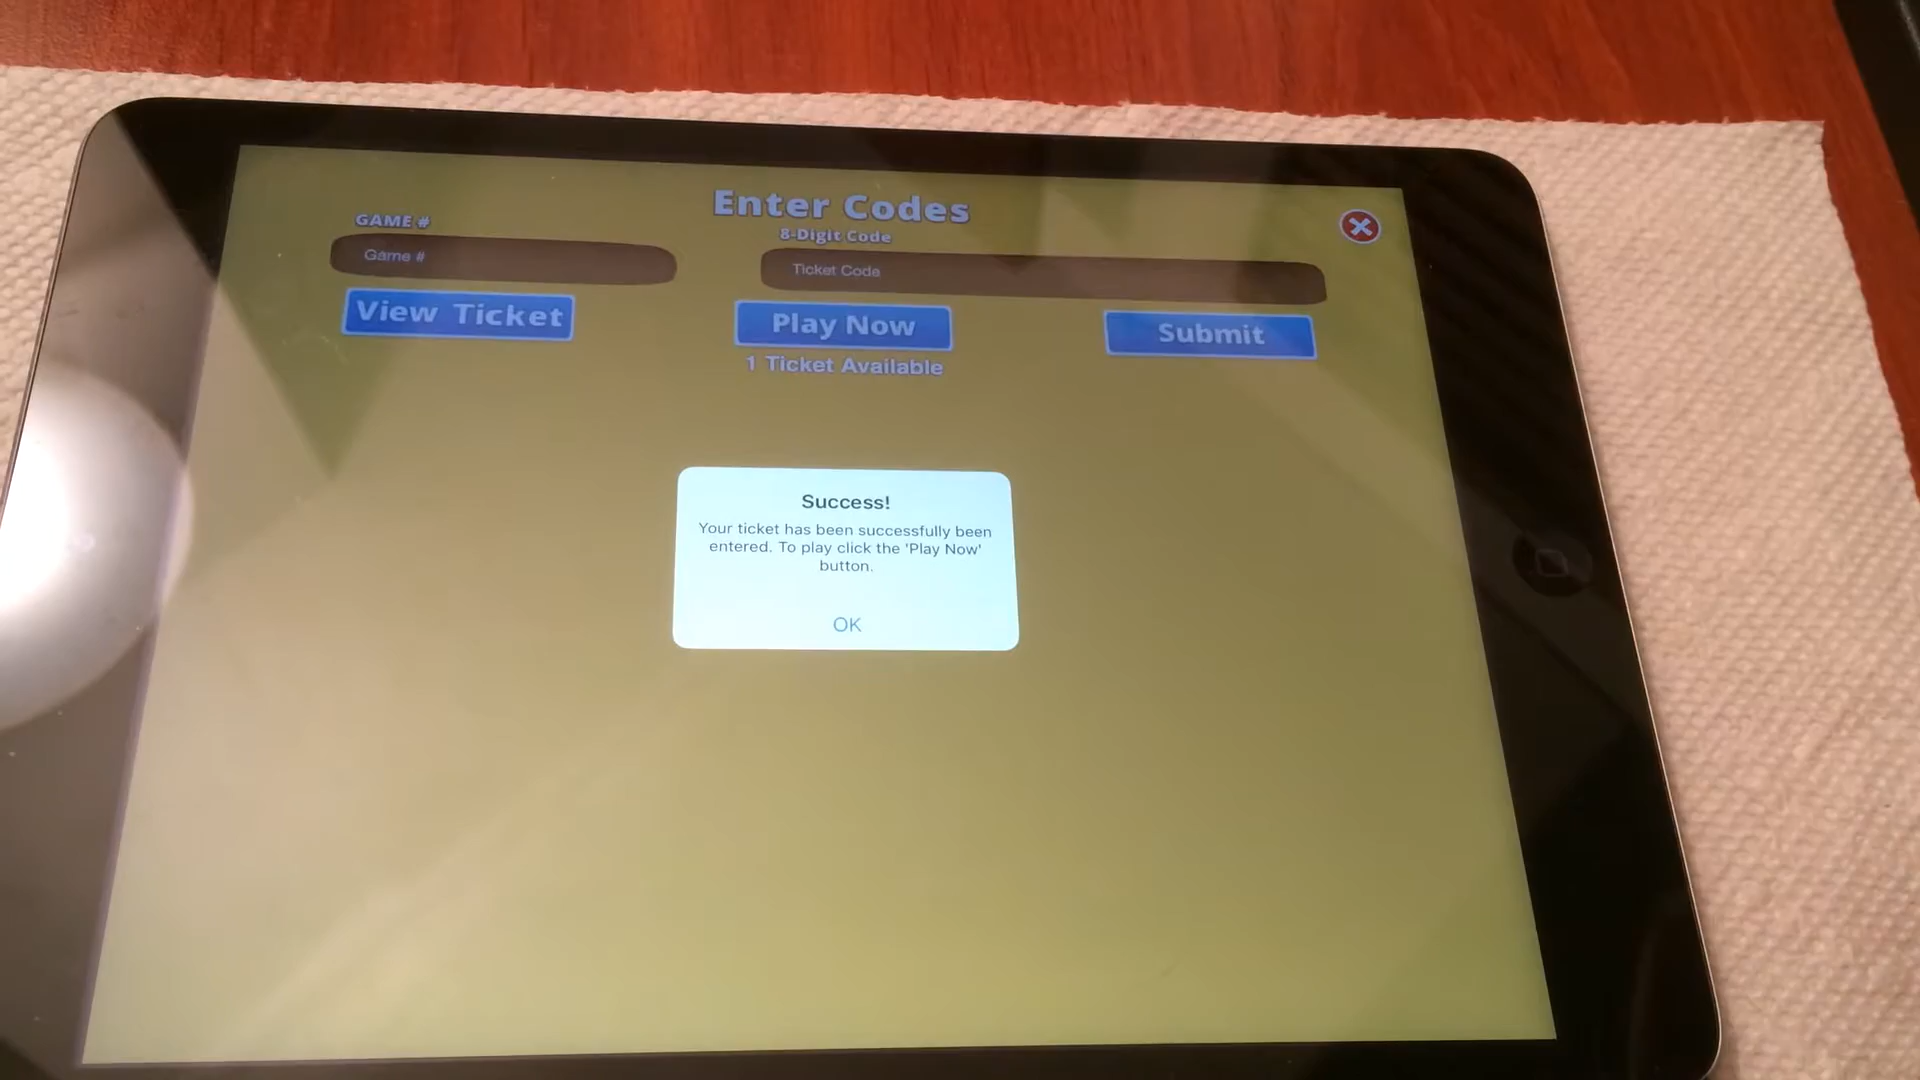 Enter Codes
GAME #
8-Digit Code
Game #
Ticket Code
View Ticket
Play Now
Submit
1 Ticket Available
Success!
Your ticket has been successfully been
entered. To play click the 'Play Now'
button.
OK